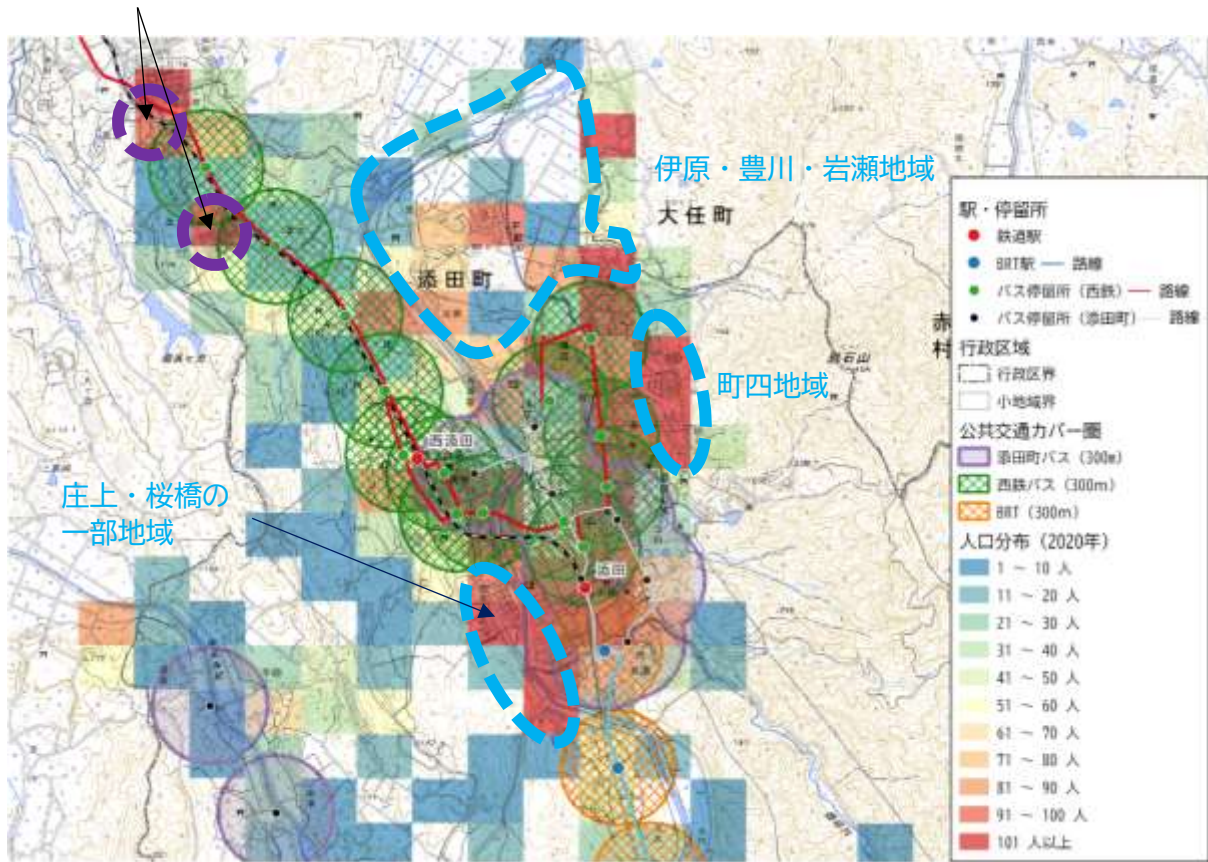 伊原・豊川・岩瀬地域
大任町
添田町
赤
村
町四地域
西添田
庄上・桜橋の
一部地域
添田
駅・停留所
鉄道駅
BRT駅 路線
バス停留所（西鉄） 路線
バス停留所（添田町） 路線
行政区域
行政区界
小地域界
公共交通カバー圏
添田町バス（300m）
西鉄バス（300m）
BRT（300m）
人口分布（2020年）
1 ～ 10 人
11 ～ 20 人
21 ～ 30 人
31 ～ 40 人
41 ～ 50 人
51 ～ 60 人
61 ～ 70 人
71 ～ 80 人
81 ～ 90 人
91 ～ 100 人
101 人以上